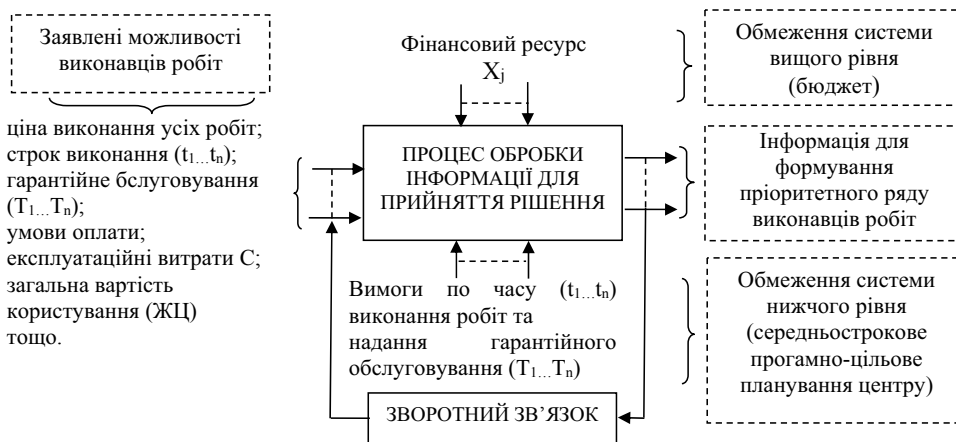 Заявлені можливості
виконавців робіт
ціна виконання усіх робіт;
строк виконання (t1…tn);
гарантійне бслуговування
(T1…Tn);
умови оплати;
експлуатаційні витрати С;
загальна вартість
користування (ЖЦ)
тощо.
Фінансовий ресурс
Xj
ПРОЦЕС ОБРОБКИ
ІНФОРМАЦІЇ ДЛЯ
ПРИЙНЯТТЯ РІШЕННЯ
Вимоги по часу (t1…tn)
виконання робіт та
надання гарантійного
обслуговування (T1…Tn)
ЗВОРОТНИЙ ЗВ’ЯЗОК
Обмеження системи
вищого рівня
(бюджет)
Інформація для
формування
пріоритетного ряду
виконавців робіт
Обмеження системи
нижчого рівня
(середньострокове
прогамно-цільове
планування центру)